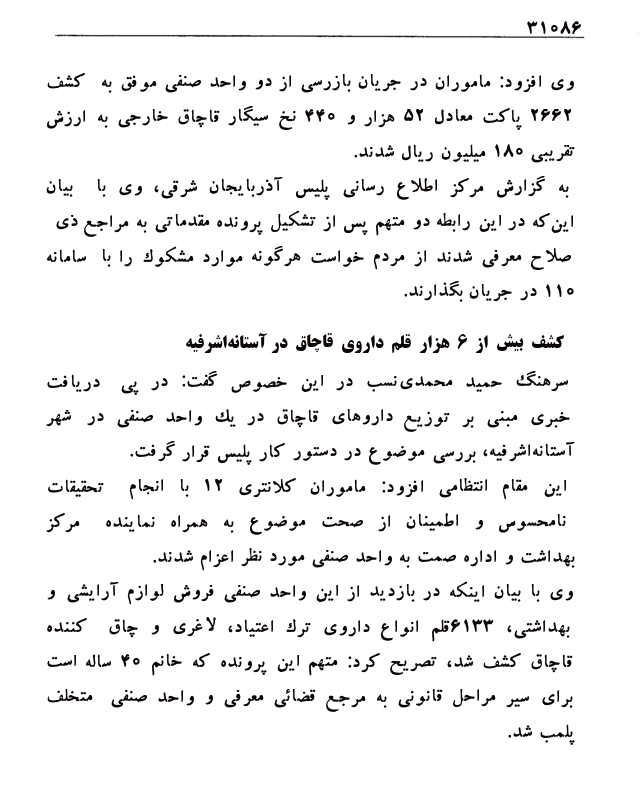 ۳۱۰۸۶
وی افزود: ماموران در جریان بازرسی از دو واحد صنفی موفق به کشف
۲۶۶۲ پاکت معادل ۵۲ هزار و ۴۴۰ نخ سیگار قاچاق خارجی به ارزش
تقریبی ۱۸۰ میلیون ریال شدند.
به گزارش مرکز اطلاع رسانی پلیس آذربایجان شرقی، وی با بیان
این‌که در این رابطه دو متهم پس از تشکیل پرونده مقدماتی به مراجع ذی
صلاح معرفی شدند از مردم خواست هرگونه موارد مشکوك را با سامانه
۱۱۰ در جریان بگذارند.
کشف بیش از ۶ هزار قلم داروی قاچاق در آستانه‌اشرفیه
سرهنگ حمید محمدی‌نسب در این خصوص گفت: در پی دریافت
خبری مبنی بر توزیع داروهای قاچاق در یك واحد صنفی در شهر
آستانه‌اشرفیه، بررسی موضوع در دستور کار پلیس قرار گرفت.
این مقام انتظامی افزود: ماموران کلانتری ۱۲ با انجام تحقیقات
نامحسوس و اطمینان از صحت موضوع به همراه نماینده مرکز
بهداشت و اداره صمت به واحد صنفی مورد نظر اعزام شدند.
وی با بیان اینکه در بازدید از این واحد صنفی فروش لوازم آرایشی و
بهداشتی، ۶۱۳۳قلم انواع داروی ترك اعتیاد، لاغری و چاق کننده
قاچاق کشف شد، تصریح کرد: متهم این پرونده که خانم ۴۰ ساله است
برای سیر مراحل قانونی به مرجع قضائی معرفی و واحد صنفی متخلف
پلمب شد.